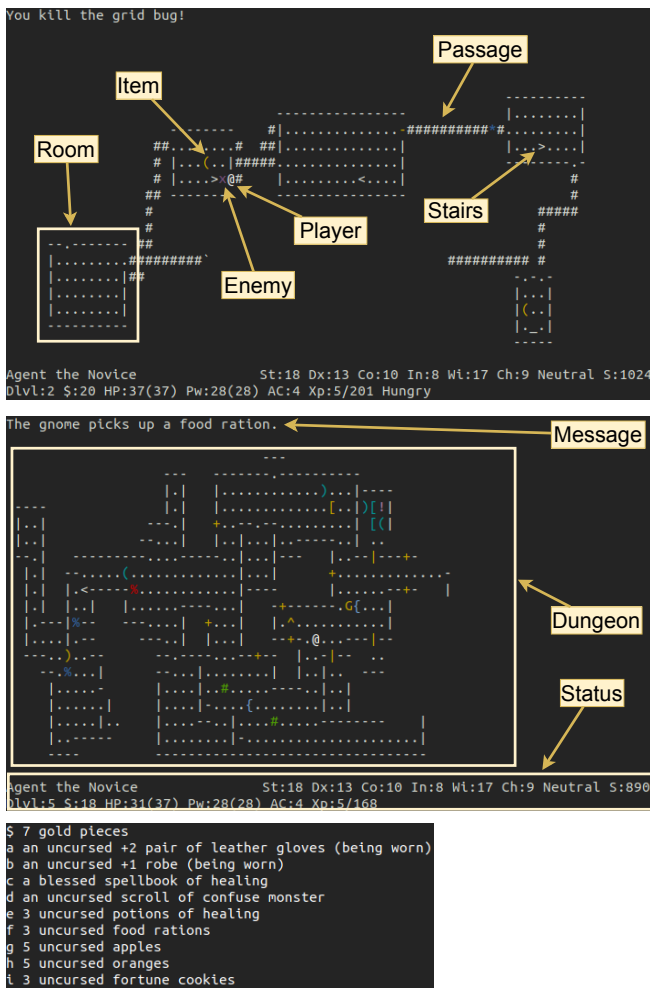 You kill the grid bug!
Passage
Item
Room
Stairs
Player
Enemy
Agent the Novice St:18 Dx:13 Co:10 In:8 Wi:17 Ch:9 Neutral S:1024
Dlvl:2 $:20 HP:37(37) Pw:28(28) AC:4 Xp:5/201 Hungry
The gnome picks up a food ration.
Message
Dungeon
Status
Agent the Novice St:18 Dx:13 Co:10 In:8 Wi:17 Ch:9 Neutral S:890
Dlvl:5 $:18 HP:31(37) Pw:28(28) AC:4 Xp:5/168
$ 7 gold pieces
a an uncursed +2 pair of leather gloves (being worn)
b an uncursed +1 robe (being worn)
c a blessed spellbook of healing
d an uncursed scroll of confuse monster
e 3 uncursed potions of healing
f 3 uncursed food rations
g 5 uncursed apples
h 5 uncursed oranges
i 3 uncursed fortune cookies